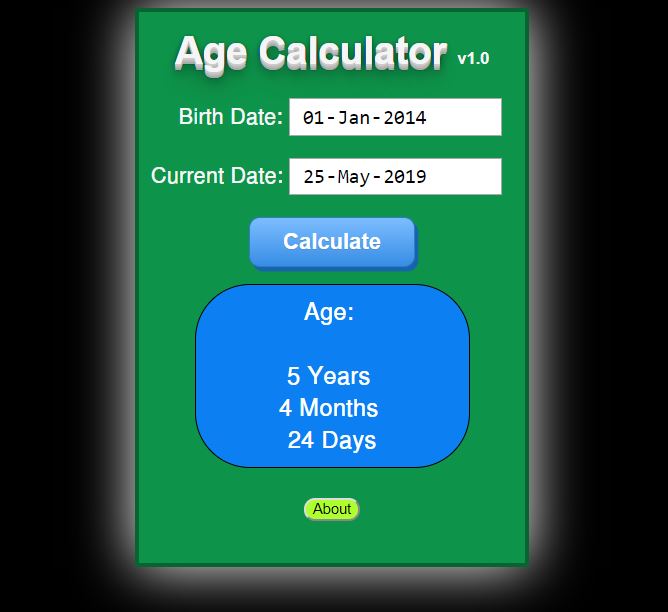 Age Calculator v1.0
Birth Date: 01-Jan-2014
Current Date: 25-May-2019
Calculate
Age:
5 Years
4 Months
24 Days
About